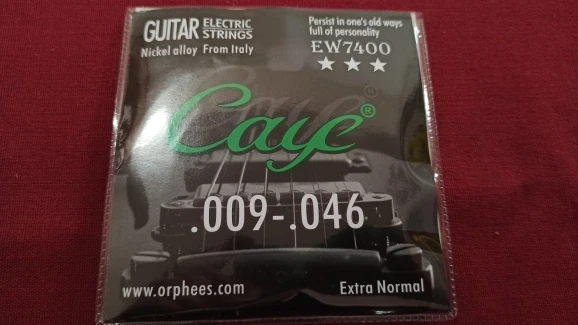 GUITAR ELECTRIC STRINGS
Nickel alloy From Italy
Persist in one's old ways
full of personality
EW7400
Caye ®
.009-.046
www.orphees.com
Extra Normal